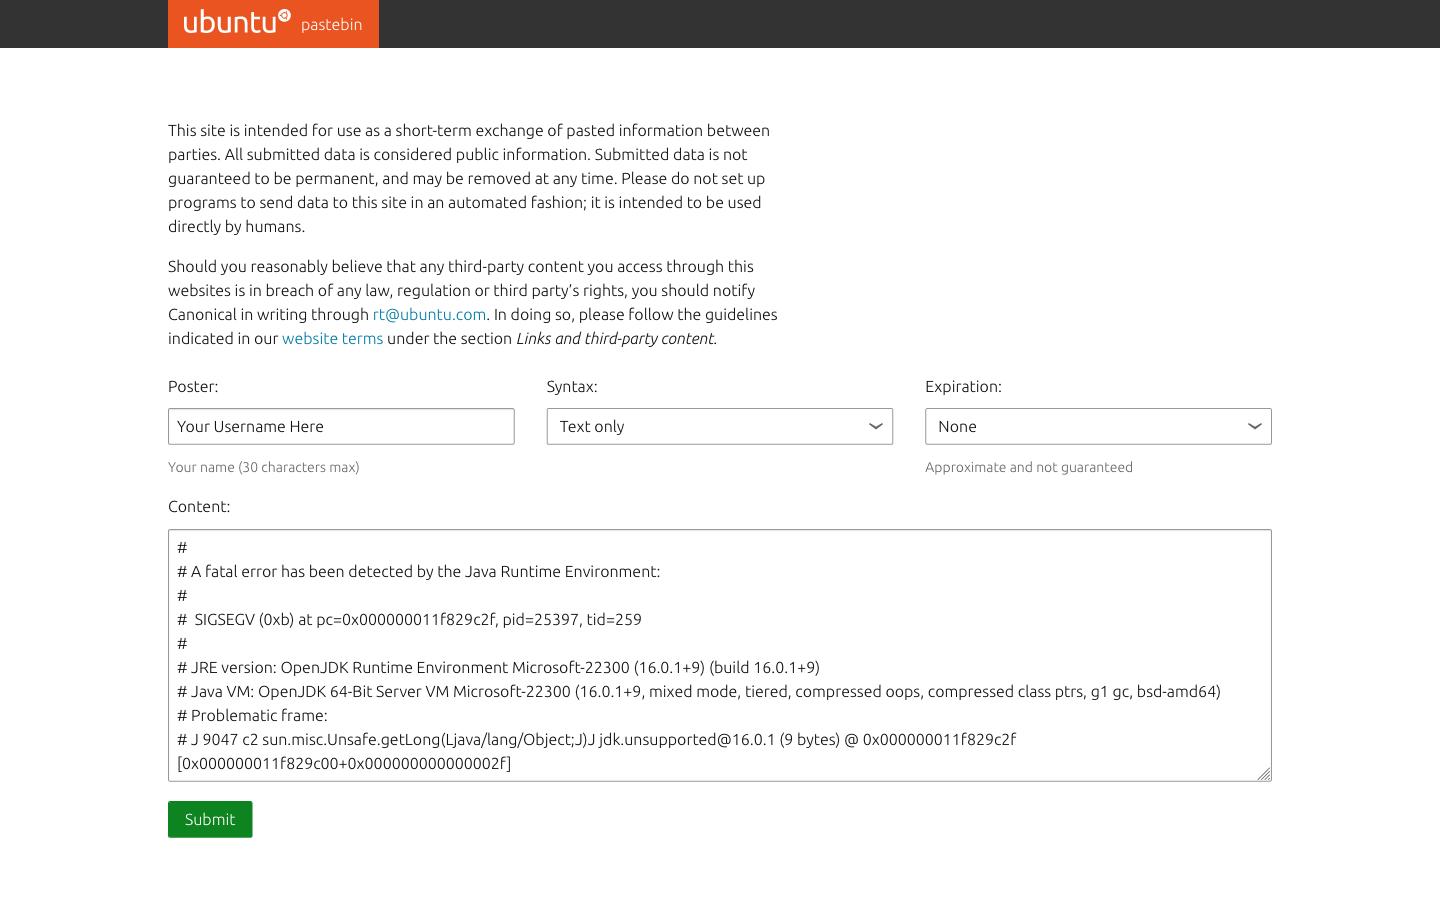 ubuntu pastebin
This site is intended for use as a short-term exchange of pasted information between
parties. All submitted data is considered public information. Submitted data is not
guaranteed to be permanent, and may be removed at any time. Please do not set up
programs to send data to this site in an automated fashion; it is intended to be used
directly by humans.
Should you reasonably believe that any third-party content you access through this
websites is in breach of any law, regulation or third party’s rights, you should notify
Canonical in writing through rt@ubuntu.com. In doing so, please follow the guidelines
indicated in our website terms under the section Links and third-party content.
Poster: Syntax: Expiration:
Your Username Here Text only None
Your name (30 characters max) Approximate and not guaranteed
Content:
#
# A fatal error has been detected by the Java Runtime Environment:
#
#  SIGSEGV (0xb) at pc=0x000000011f829c2f, pid=25397, tid=259
#
# JRE version: OpenJDK Runtime Environment Microsoft-22300 (16.0.1+9) (build 16.0.1+9)
# Java VM: OpenJDK 64-Bit Server VM Microsoft-22300 (16.0.1+9, mixed mode, tiered, compressed oops, compressed class ptrs, g1 gc, bsd-amd64)
# Problematic frame:
# J 9047 c2 sun.misc.Unsafe.getLong(Ljava/lang/Object;J)J jdk.unsupported@16.0.1 (9 bytes) @ 0x000000011f829c2f
[0x000000011f829c00+0x000000000000002f]
Submit